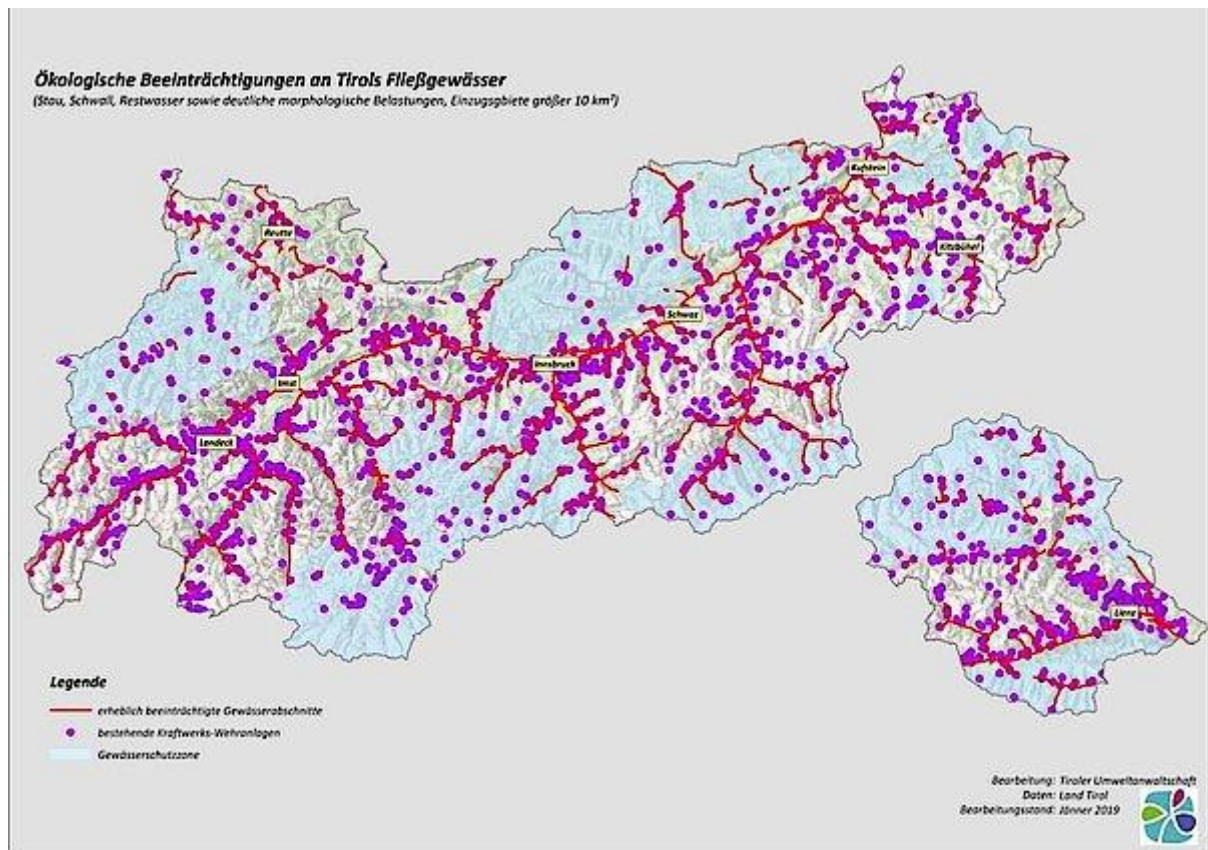 Ökologische Beeinträchtigungen an Tirols Fließgewässer
(Stau, Schwall, Restwasser sowie deutliche morphologische Belastungen, Einzugsgbiete größer 10 km²)
Kufstein
Reutte
Kitzbühel
Schwaz
Innsbruck
Imst
Landeck
Lienz
Legende
erheblich beeinträchtigte Gewässerabschnitte
bestehende Kraftwerks-Wehranlagen
Gewässerschutzzone
Bearbeitung: Tiroler Umweltanwaltschaft
Daten: Land Tirol
Bearbeitungsstand: Jänner 2019